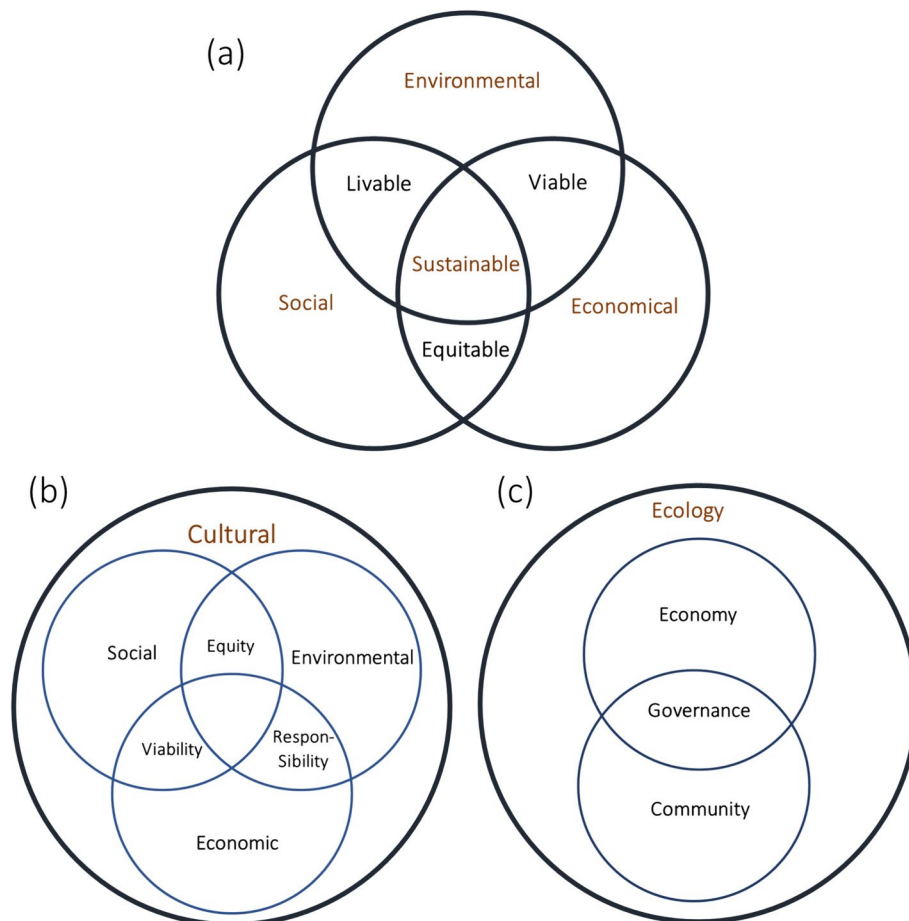 (a)
Environmental
Livable
Viable
Sustainable
Social
Economical
Equitable
(b)
Cultural
Social
Equity
Environmental
Viability
Respon-
Sibility
Economic
(c)
Ecology
Economy
Governance
Community